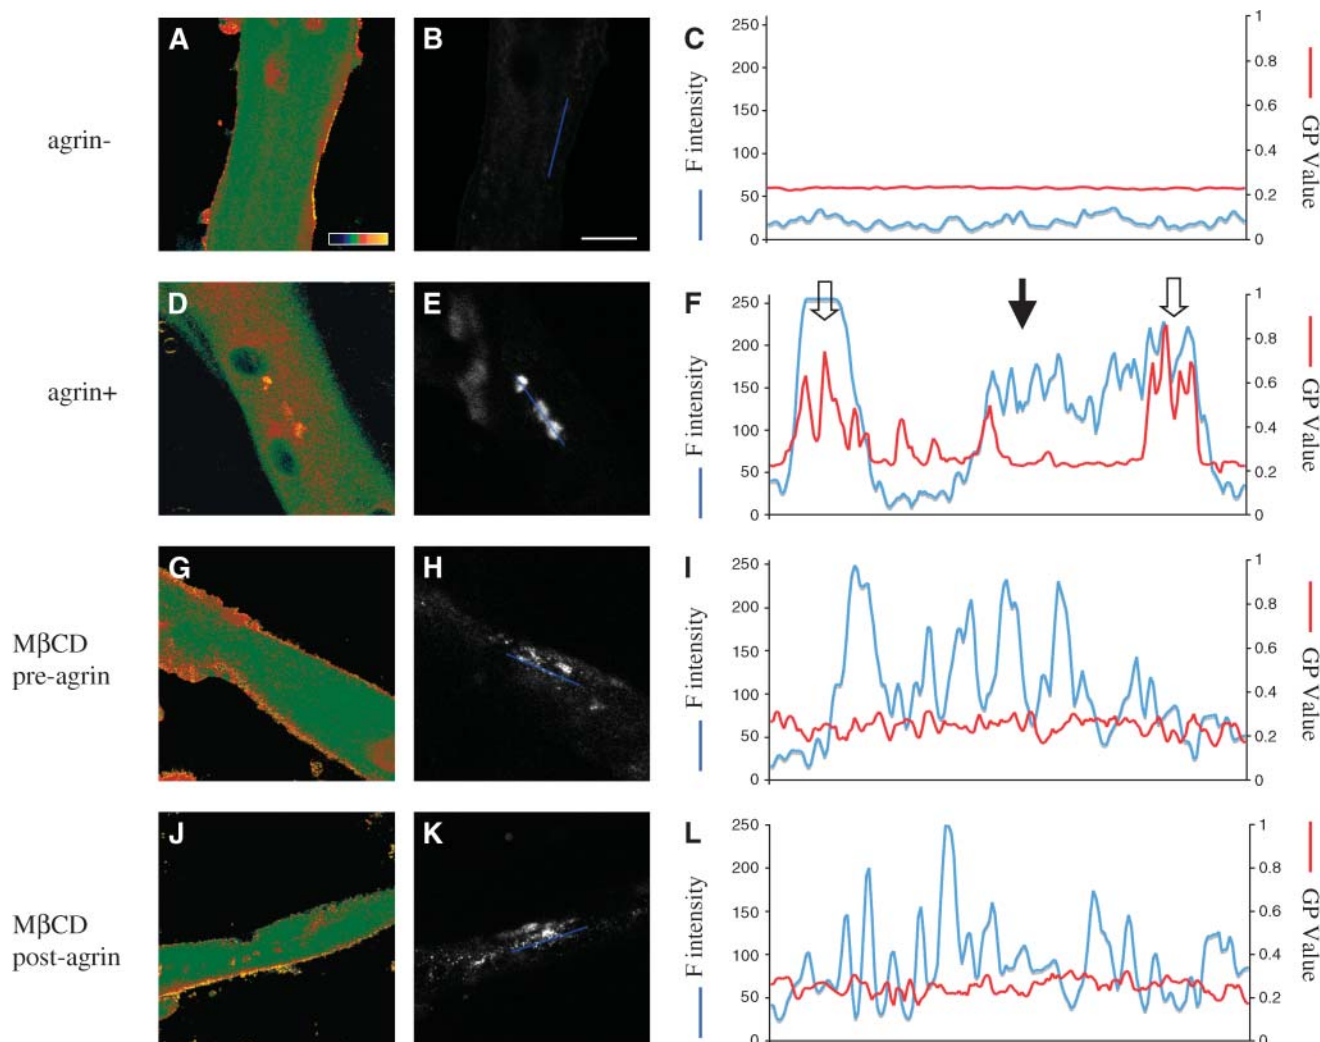 A
B
C
agrin-
F intensity
250
200
150
100
50
0
1
0.8
0.6
0.4
0.2
0
GP Value
D
E
F
agrin+
F intensity
250
200
150
100
50
0
1
0.8
0.6
0.4
0.2
0
GP Value
G
H
I
MβCD
pre-agrin
F intensity
250
200
150
100
50
0
1
0.8
0.6
0.4
0.2
0
GP Value
J
K
L
MβCD
post-agrin
F intensity
250
200
150
100
50
0
1
0.8
0.6
0.4
0.2
0
GP Value